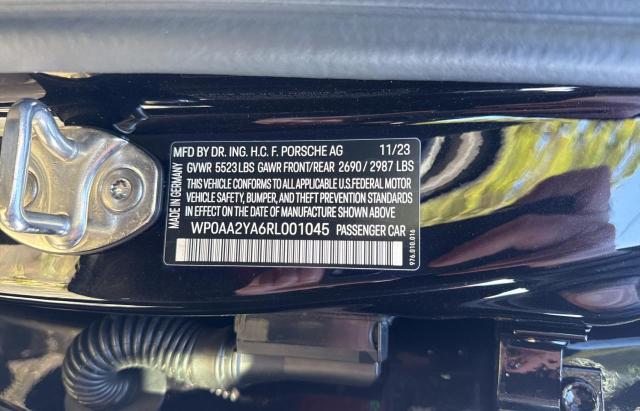 MFD BY DR. ING. H.C. F. PORSCHE AG 11/23
GVWR 5523LBS GAWR FRONT/REAR 2690 / 2987 LBS
THIS VEHICLE CONFORMS TO ALL APPLICABLE U.S. FEDERAL MOTOR
VEHICLE SAFETY, BUMPER, AND THEFT PREVENTION STANDARDS
IN EFFECT ON THE DATE OF MANUFACTURE SHOWN ABOVE.
WP0AA2YA6RL001045 PASSENGER CAR
MADE IN GERMANY
976.010.016